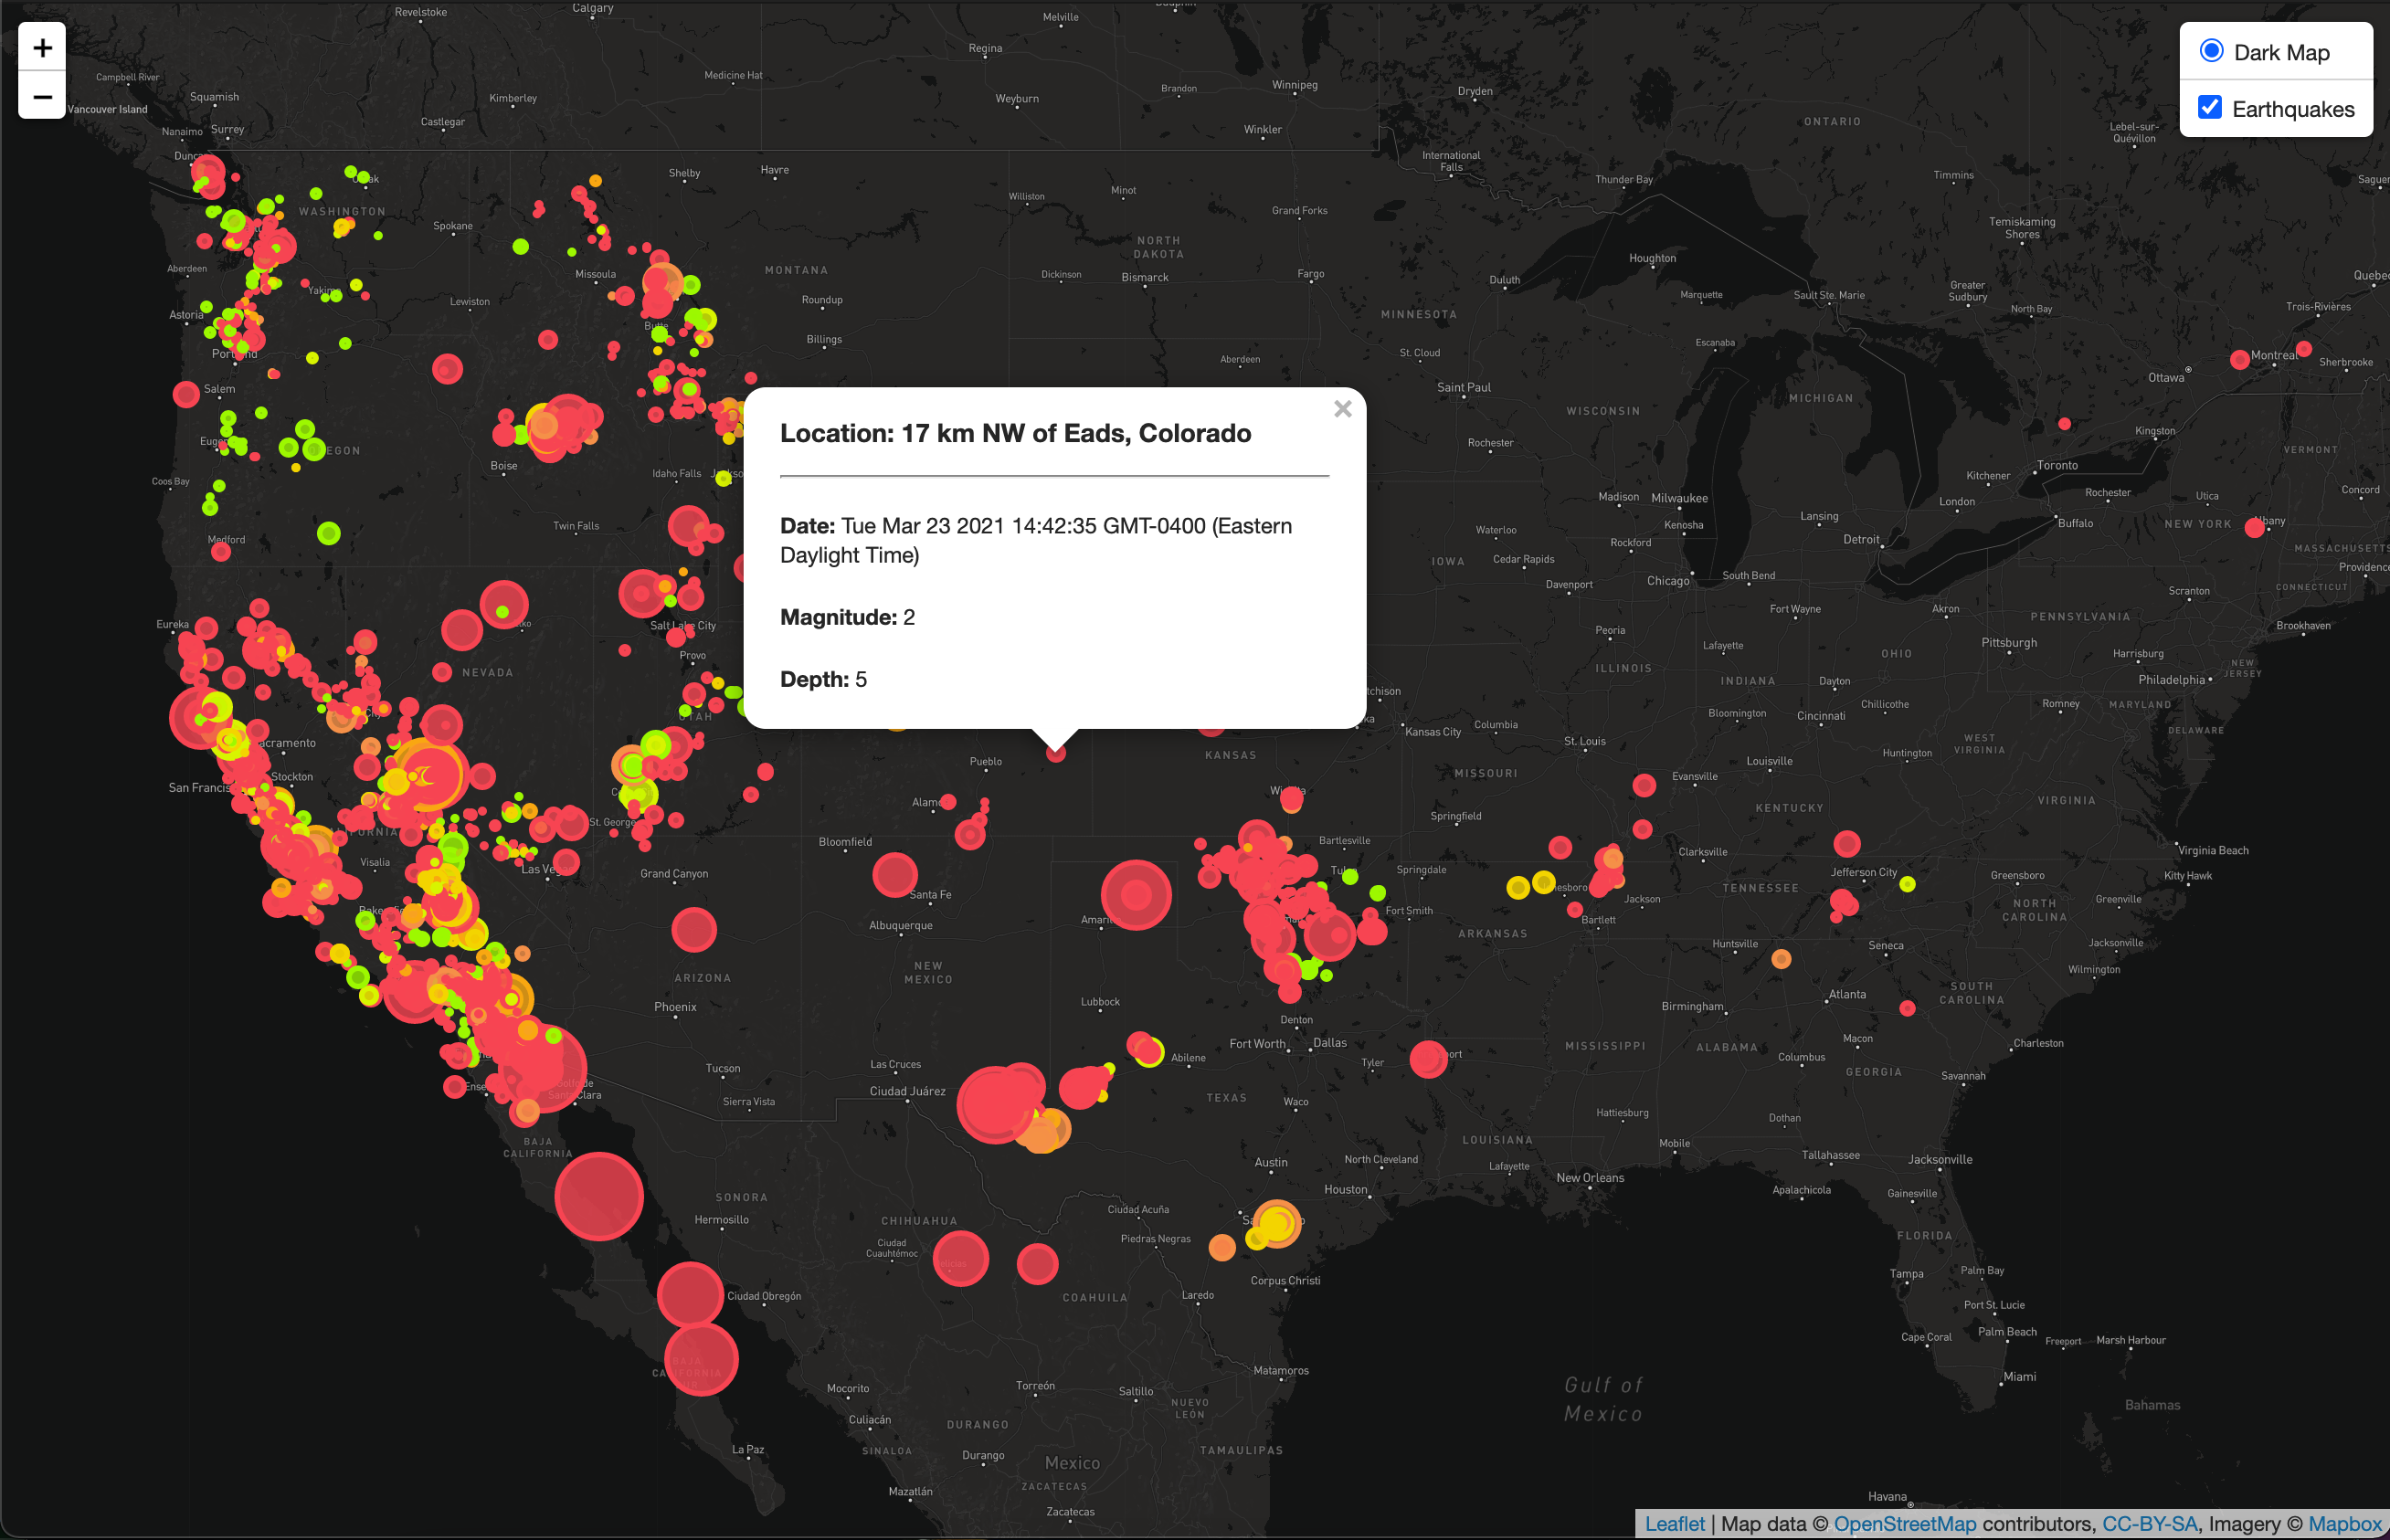 Revelstoke
Calgary
Melville
Regina
Medicine Hat
Campbell River
Squamish
Kimberley
Weyburn
Brandon
Winnipeg
Dryden
Vancouver Island
Castlegar
Nanaimo
Surrey
Winkler
ONTARIO
Lebel-sur-
Quévillon
International
Falls
Shelby
Havre
Thunder Bay
Timmins
Williston
Minot
Grand Forks
WASHINGTON
Spokane
Temiskaming
Shores
NORTH
DAKOTA
Aberdeen
Missoula
MONTANA
Dickinson
Bismarck
Fargo
Duluth
Houghton
Yakima
Lewiston
Roundup
Marquette
Sault Ste. Marie
Greater
Sudbury
North Bay
Trois-Rivières
Astoria
Butte
Billings
MINNESOTA
Escanaba
Portland
Aberdeen
St. Cloud
Montreal
Sherbrooke
Ottawa
Salem
Saint Paul
WISCONSIN
MICHIGAN
Kingston
Rochester
VERMONT
Boise
Idaho Falls
Coos Bay
Kitchener
Toronto
Madison
Milwaukee
London
Rochester
Utica
Concord
Medford
Twin Falls
Waterloo
Kenosha
Lansing
Buffalo
NEW YORK
Albany
Rockford
Detroit
MASSACHUSETTS
IOWA
Cedar Rapids
Chicago
South Bend
Providence
Davenport
CONNECTICUT
Scranton
Eureka
Salt Lake City
Fort Wayne
Akron
PENNSYLVANIA
Brookhaven
Peoria
Pittsburgh
Provo
Lafayette
OHIO
Harrisburg
NEVADA
ILLINOIS
NEW
JERSEY
INDIANA
Dayton
Philadelphia
UTAH
Bloomington
Cincinnati
Chillicothe
Romney
MARYLAND
Columbia
Kansas City
DELAWARE
St. Louis
WEST
VIRGINIA
KANSAS
Huntington
Pueblo
Louisville
MISSOURI
Evansville
Stockton
San Francis
VIRGINIA
KENTUCKY
Springfield
St. George
Bloomfield
Bartlesville
Clarksville
Virginia Beach
Visalia
Las Veg
Grand Canyon
Springdale
Jefferson City
Greensboro
Kitty Hawk
TENNESSEE
Santa Fe
Jackson
NORTH
CAROLINA
Greenville
Fort Smith
Albuquerque
Bartlett
ARKANSAS
Huntsville
Seneca
Jacksonville
NEW
MEXICO
ARIZONA
Wilmington
SOUTH
CAROLINA
Phoenix
Lubbock
Birmingham
Atlanta
Denton
Macon
Fort Worth
Dallas
MISSISSIPPI
ALABAMA
Charleston
Tyler
Columbus
Abilene
Las Cruces
Tucson
GEORGIA
Savannah
Ciudad Juárez
Sierra Vista
TEXAS
Waco
Hattiesburg
Dothan
BAJA
CALIFORNIA
LOUISIANA
Mobile
Tallahassee
Jacksonville
Austin
North Cleveland
Lafayette
New Orleans
SONORA
Houston
Apalachicola
Gainesville
Hermosillo
CHIHUAHUA
Ciudad Acuña
Ciudad
Cuauhtémoc
Piedras Negras
FLORIDA
Tampa
Palm Bay
Corpus Christi
Ciudad Obregón
COAHUILA
Laredo
Port St. Lucie
Cape Coral
Palm Beach
Freeport
Marsh Harbour
Matamoros
Mocorito
Torreón
Saltillo
Miami
Gulf of
Mexico
NUEVO
LEÓN
Bahamas
Culiacán
DURANGO
La Paz
SINALOA
Durango
TAMAULIPAS
Mexico
ZACATECAS
Mazatlán
Zacatecas
Havana
+
−
Dark Map
Earthquakes
×
Location: 17 km NW of Eads, Colorado
Date: Tue Mar 23 2021 14:42:35 GMT-0400 (Eastern
Daylight Time)
Magnitude: 2
Depth: 5
Leaflet | Map data © OpenStreetMap contributors, CC-BY-SA, Imagery © Mapbox